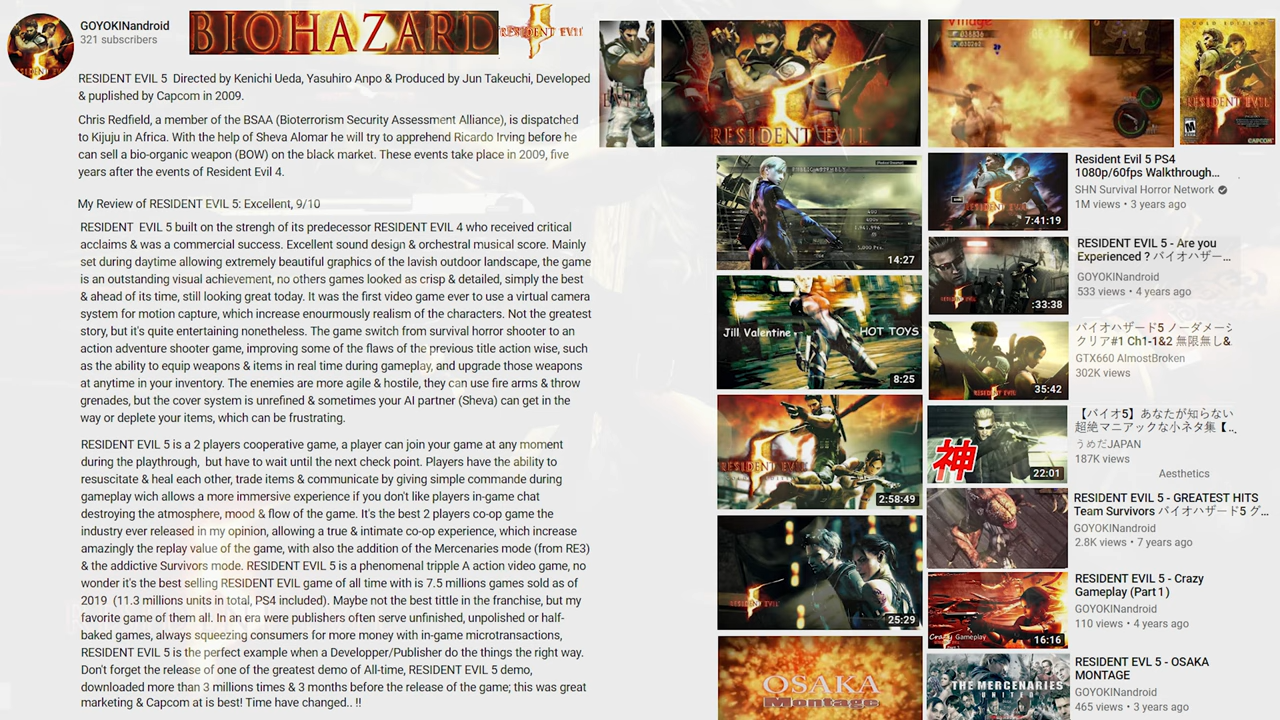 GOYOKINandroid
321 subscribers
BIOHAZARD
RESIDENT EVIL
5
RESIDENT EVIL 5 Directed by Kenichi Ueda, Yasuhiro Anpo & Produced by Jun Takeuchi, Developed
& puplished by Capcom in 2009.
Chris Redfield, a member of the BSAA (Bioterrorism Security Assessment Alliance), is dispatched
to Kijuju in Africa. With the help of Sheva Alomar he will try to apprehend Ricardo Irving before he
can sell a bio-organic weapon (BOW) on the black market. These events take place in 2009, five
years after the events of Resident Evil 4.
My Review of RESIDENT EVIL 5: Excellent, 9/10
RESIDENT EVIL 5 built on the strengh of its predecessor RESIDENT EVIL 4 who received critical
acclaims & was a commercial success. Excellent sound design & orchestral musical score. Mainly
set in daytime allowing extremely beautiful graphics of the lavish outdoor landscape, the game
is a technical visual achievement, no others games looked as crisp & detailed, simply the best
& ahead of its time, still looking great today. It was the first video game ever to use a virtual camera
system for motion capture, which increase enourmously realism of the characters. Not the greatest
story, but it's quite entertaining nonetheless. The game switch from survival horror shooter to an
action adventure shooter game, improving some of the flaws of the previous title action wise, such
as the ability to equip weapons & items in real time during gameplay, and upgrade those weapons
at anytime in your inventory. The enemies are more agile & hostile, they can use fire arms & throw
grenades, but the cover system is unrefined & sometimes your AI partner (Sheva) can get in the
way or delete your items, which can be frustrating.
RESIDENT EVIL 5 is a 2 players cooperative game, a player can join your game at any moment
during the playthrough, but have to wait until the next check point. Players have the ability to
resuscitate & heal each other, trade items & communicate by giving simple commande during
gameplay wich allows a more immersive experience if you don't like players in-game chat
destroying the ambience mood & flow of the game. It's the best 2 players co-op game the
industry ever released in my opinion, allowing a true & intimate co-op experience, which increase
amazingly the replay value of the game, with also the addition of the Mercenaries mode (from RE3)
& the addictive Survivors mode. RESIDENT EVIL 5 is a phenomenal tripple A action video game, no
wonder it's the best selling RESIDENT EVIL game of all time with is 7.5 millions games sold as of
2019 (11.3 millions units in total, PS4 included). Maybe not the best tittle in the franchise, but my
favorite game of them all. In time were publishers often serve unfinished, unpolished or half-
baked games, always
consumers for more money with in-game microtransactions,
RESIDENT EVIL 5 is the perfect example when a Developper/Publisher do the things the right way.
Don't forget the release of one of the greatest demo of all-time, RESIDENT EVIL 5 demo,
downloaded more than 3 millions times & 3 months before the release of the game; this was great
marketing & Capcom at is best! Time have changed.. !!
RESIDENT EVIL
Village
GOLD EDITION
RESIDENT EVIL
CAPCOM
PUBLIC ASSEMBLY
14:27
Jill Valentine
HOT TOYS
8:25
RESIDENT EVIL
2:58:49
25:29
OSAKA
Montage
7:41:19
Resident Evil 5 PS4
1080p/60fps Walkthrough...
SHN Survival Horror Network
1M views • 3 years ago
:33:38
RESIDENT EVIL 5 - Are you
Experienced ? バイオハザー...
GOYOKINandroid
533 views • 4 years ago
35:42
バイオハザード5 ノーダメージ
クリア#1 Ch1-1&2 無限無し&
GTX660 AlmostBroken
302K views
神
22:01
【バイオ5】あなたが知らない
超絶マニアックな小ネタ集【...
うめだJAPAN
187K views
Aesthetics
RESIDENT EVIL 5 - GREATEST HITS
Team Survivors バイオハザード5 グ...
GOYOKINandroid
2.8K views • 7 years ago
Crazy Gameplay
16:16
RESIDENT EVIL 5 - Crazy
Gameplay (Part 1)
GOYOKINandroid
110 views • 4 years ago
THE MERCENARIES
UNITED
RESIDENT EVIL 5 - OSAKA
MONTAGE
GOYOKINandroid
465 views • 3 years ago